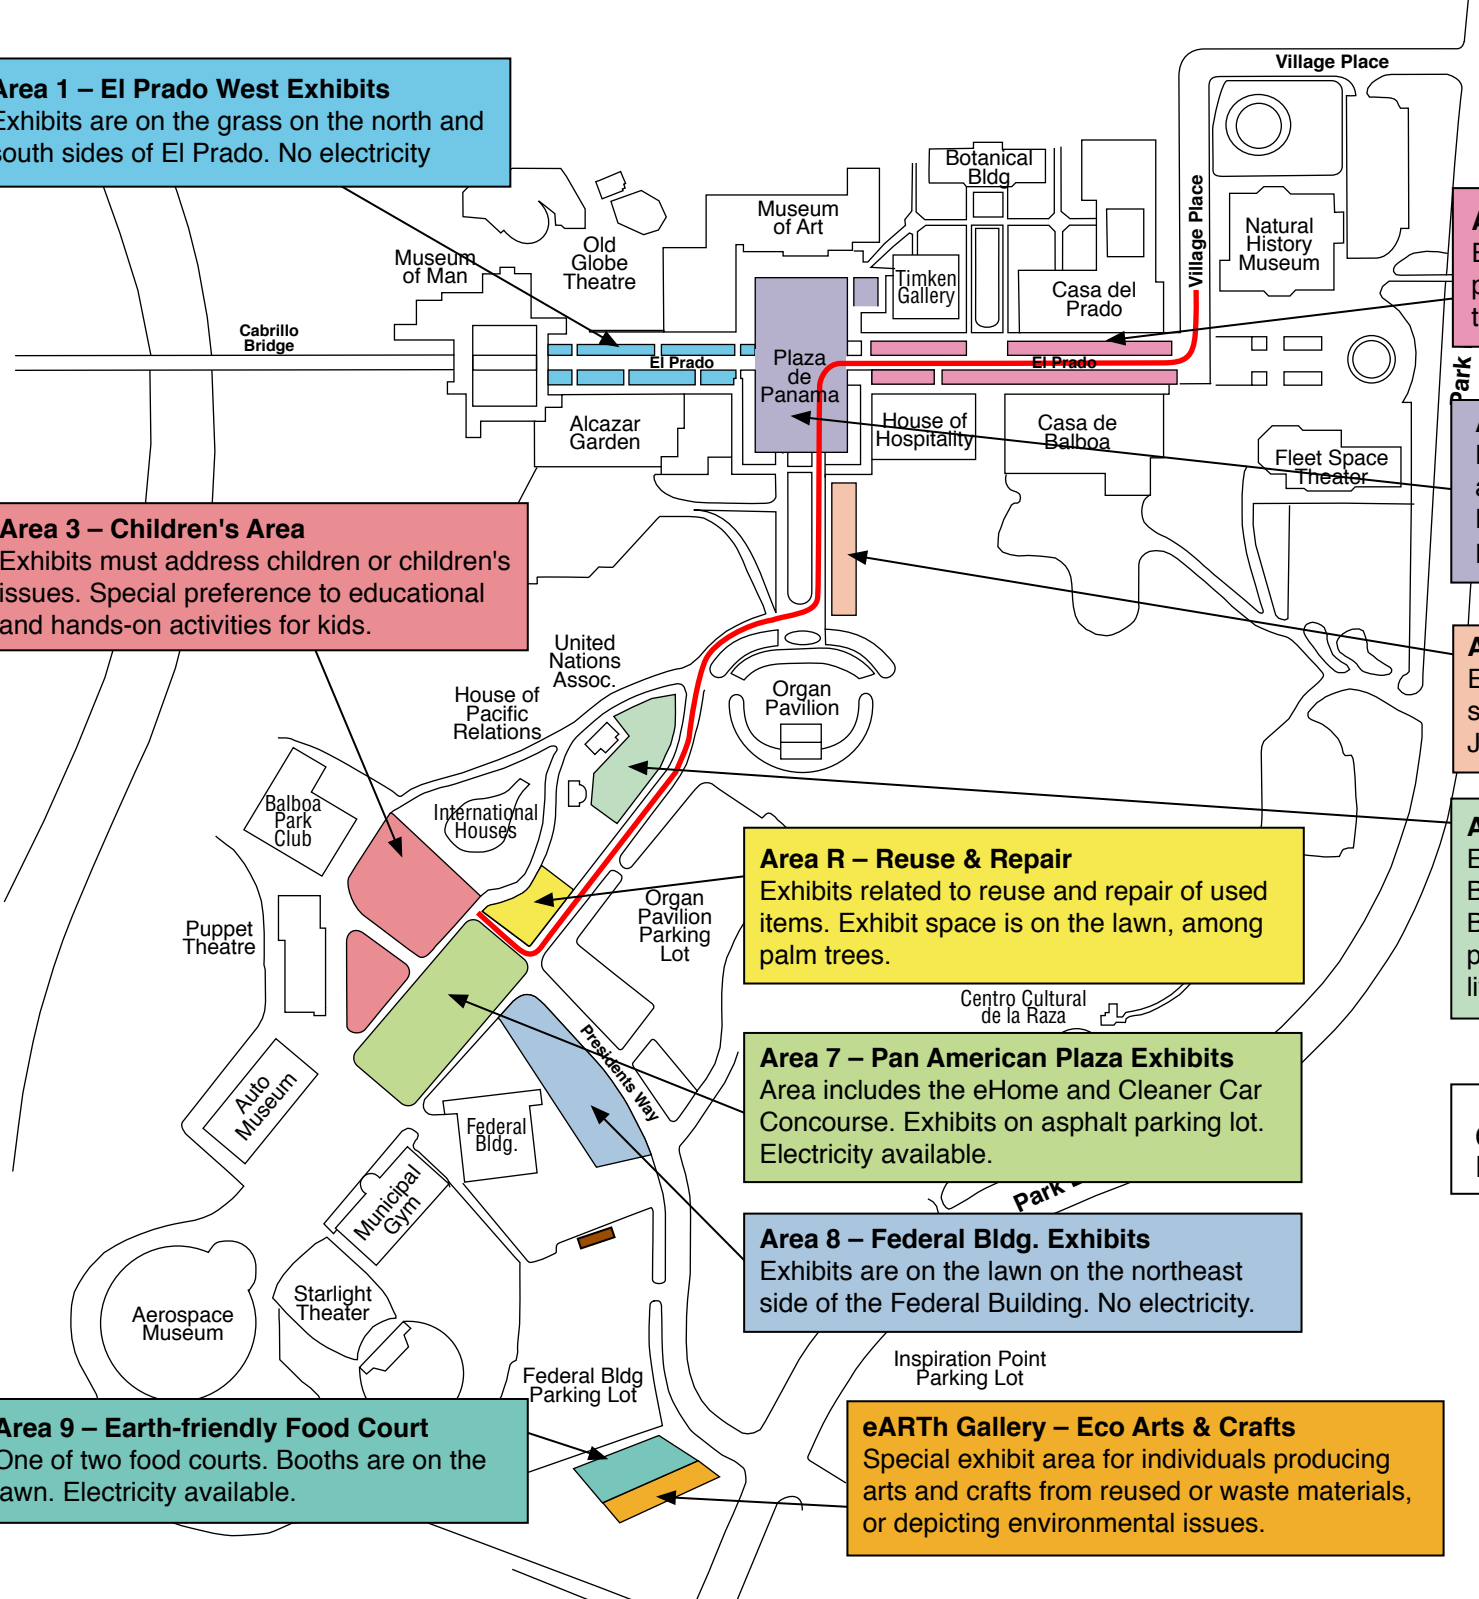 Village Place
Area 1 – El Prado West Exhibits
Exhibits are on the grass on the north and
south sides of El Prado. No electricity
Botanical
Bldg
Museum
of Art
Village Place
Natural
History
Museum
Old
Globe
Theatre
Museum
of Man
Timken
Gallery
Casa del
Prado
Cabrillo
Bridge
El Prado
Plaza
de
Panama
El Prado
Park
Alcazar
Garden
House of
Hospitality
Casa de
Balboa
Fleet Space
Theater
Area 3 – Children's Area
Exhibits must address children or children's
issues. Special preference to educational
and hands-on activities for kids.
United
Nations
Assoc.
House of
Pacific
Relations
Organ
Pavilion
Balboa
Park
Club
International
Houses
Area R – Reuse & Repair
Exhibits related to reuse and repair of used
items. Exhibit space is on the lawn, among
palm trees.
Organ
Pavilion
Parking
Lot
Puppet
Theatre
Centro Cultural
de la Raza
Presidents Way
Area 7 – Pan American Plaza Exhibits
Area includes the eHome and Cleaner Car
Concourse. Exhibits on asphalt parking lot.
Electricity available.
Auto
Museum
Federal
Bldg.
Municipal
Gym
Park
Area 8 – Federal Bldg. Exhibits
Exhibits are on the lawn on the northeast
side of the Federal Building. No electricity.
Starlight
Theater
Aerospace
Museum
Inspiration Point
Parking Lot
Federal Bldg
Parking Lot
Area 9 – Earth-friendly Food Court
One of two food courts. Booths are on the
lawn. Electricity available.
eARTh Gallery – Eco Arts & Crafts
Special exhibit area for individuals producing
arts and crafts from reused or waste materials,
or depicting environmental issues.